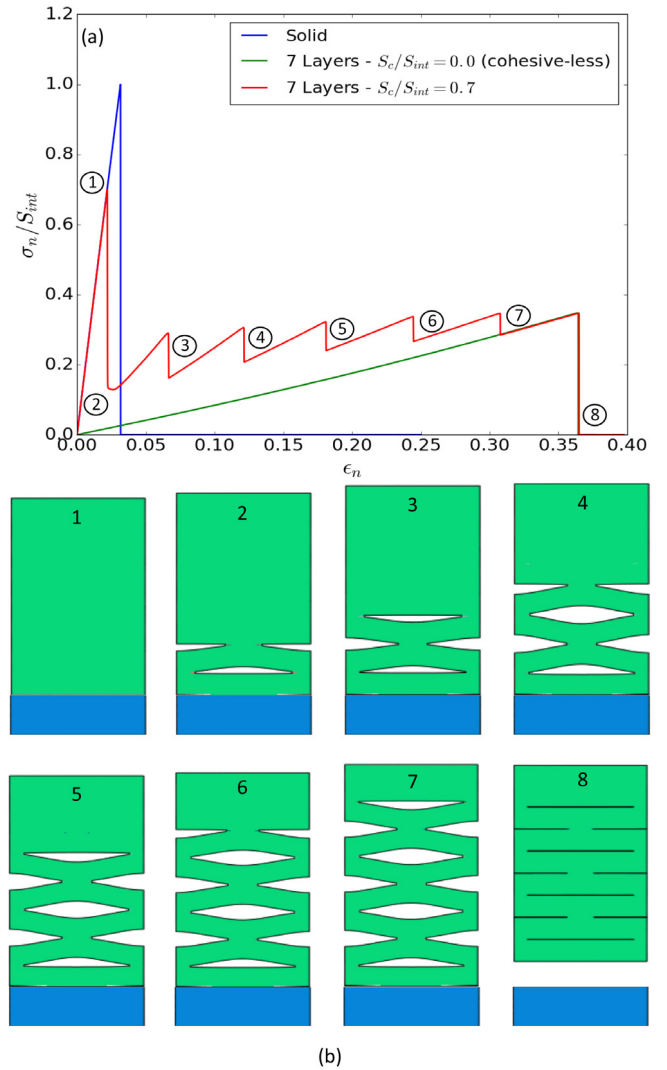 (a)
Solid
7 Layers - S_c/S_int = 0.0 (cohesive-less)
7 Layers - S_c/S_int = 0.7
σ_n/S_int
1.2
1.0
0.8
0.6
0.4
0.2
0.0
1
2
3
4
5
6
7
8
0.00 0.05 0.10 0.15 0.20 0.25 0.30 0.35 0.40
ϵ_n
1 2 3 4
5 6 7 8
(b)